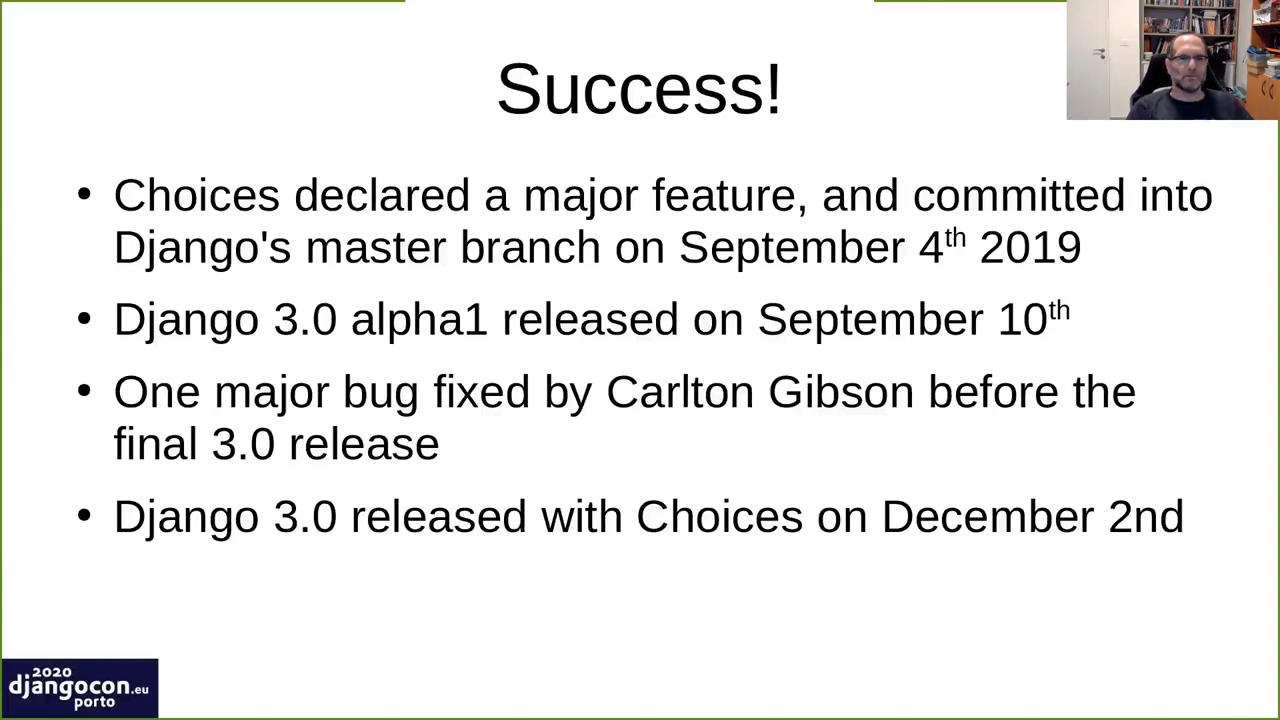 Success!
• Choices declared a major feature, and committed into
Django's master branch on September 4th 2019
• Django 3.0 alpha1 released on September 10th
• One major bug fixed by Carlton Gibson before the
final 3.0 release
• Django 3.0 released with Choices on December 2nd
2020
djangocon.eu
porto